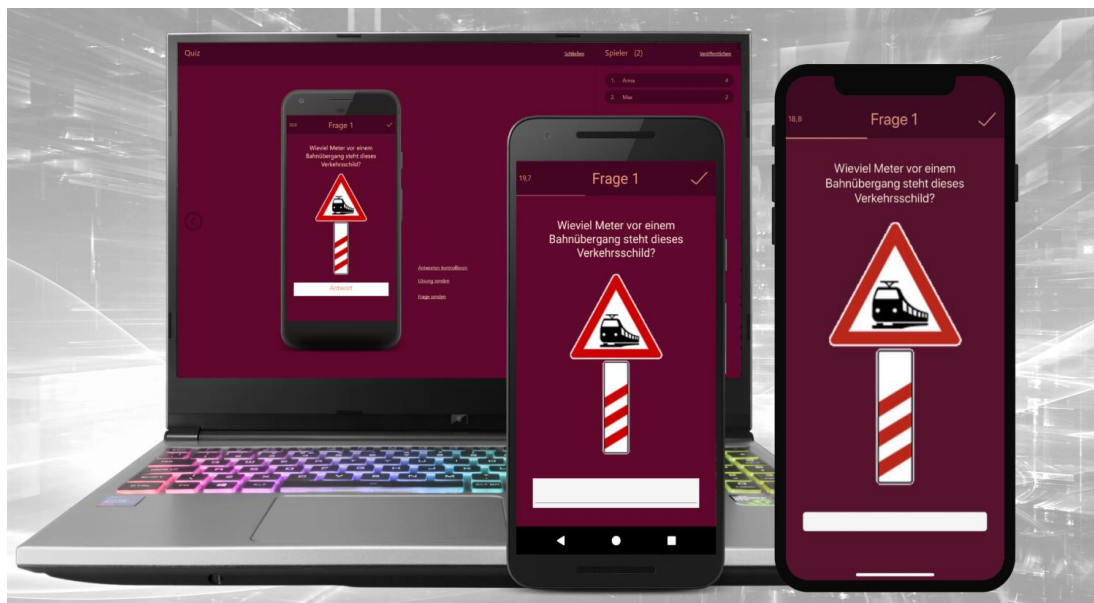 Quiz
Schließen
Spieler (2)
Veröffentlichen
1. Anna 4
2. Max 2
Frage 1
Wieviel Meter vor einem
Bahnübergang steht dieses
Verkehrsschild?
Antwort
Antworten kontrollieren
Lösung senden
Frage senden
19,7
Frage 1
Wieviel Meter vor einem
Bahnübergang steht dieses
Verkehrsschild?
18,8
Frage 1
Wieviel Meter vor einem
Bahnübergang steht dieses
Verkehrsschild?